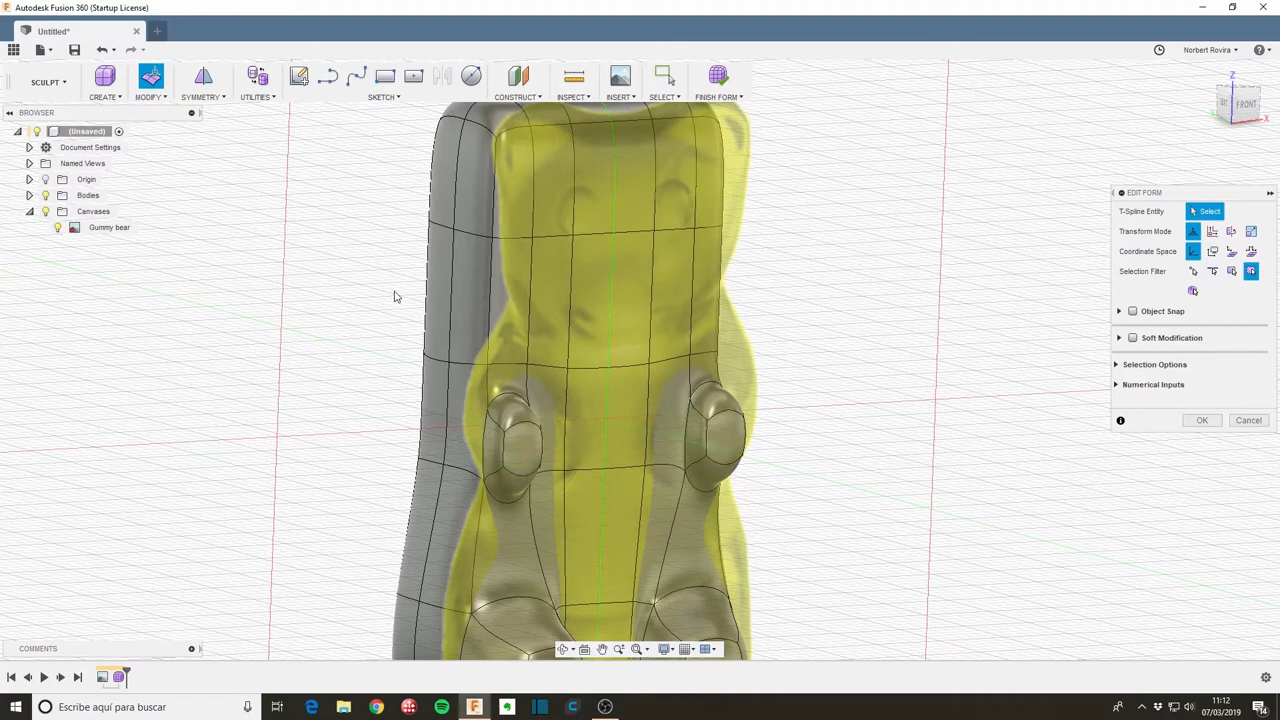 Autodesk Fusion 360 (Startup License)
Untitled*
Norbert Rovira
SCULPT
CREATE
MODIFY
SYMMETRY
UTILITIES
SKETCH
CONSTRUCT
INSPECT
INSERT
SELECT
FINISH FORM
BROWSER
(Unsaved)
Document Settings
Named Views
Origin
Bodies
Canvases
Gummy bear
Z
FRONT
X
EDIT FORM
T-Spline Entity
Select
Transform Mode
Coordinate Space
Selection Filter
Object Snap
Soft Modification
Selection Options
Numerical Inputs
OK
Cancel
COMMENTS
Escribe aquí para buscar
11:12
07/03/2019
14